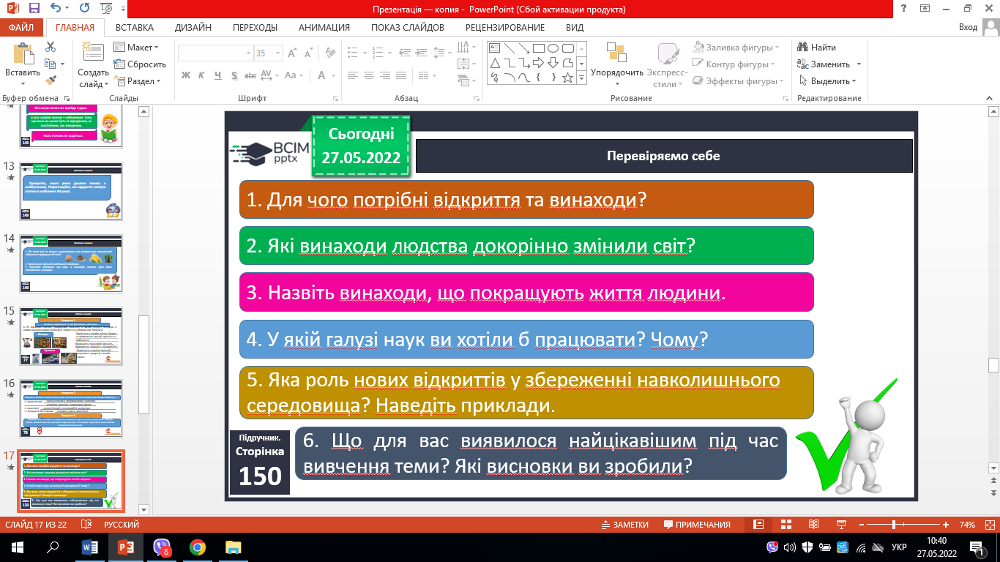 Презентація — копия -  PowerPoint (Сбой активации продукта)
ФАЙЛ ГЛАВНАЯ ВСТАВКА ДИЗАЙН ПЕРЕХОДЫ АНИМАЦИЯ ПОКАЗ СЛАЙДОВ РЕЦЕНЗИРОВАНИЕ ВИД Вход
Вставить
Буфер обмена
Создать слайд
Макет
Сбросить
Раздел
Слайды
35
Ж К Ч S abc AV Aa А
Шрифт
Абзац
Упорядочить
Экспресс-стили
Заливка фигуры
Контур фигуры
Эффекты фигуры
Рисование
Найти
Заменить
Выделить
Редактирование
13
14
15
16
17
Сьогодні
27.05.2022
ВСІМ
pptx
Перевіряємо себе
1. Для чого потрібні відкриття та винаходи?
2. Які винаходи людства докорінно змінили світ?
3. Назвіть винаходи, що покращують життя людини.
4. У якій галузі наук ви хотіли б працювати? Чому?
5. Яка роль нових відкриттів у збереженні навколишнього
середовища? Наведіть приклади.
Підручник.
Сторінка
150
6. Що для вас виявилося найцікавішим під час
вивчення теми? Які висновки ви зробили?
СЛАЙД 17 ИЗ 22 РУССКИЙ ЗАМЕТКИ ПРИМЕЧАНИЯ 74%
8
УКР
10:40
27.05.2022
1